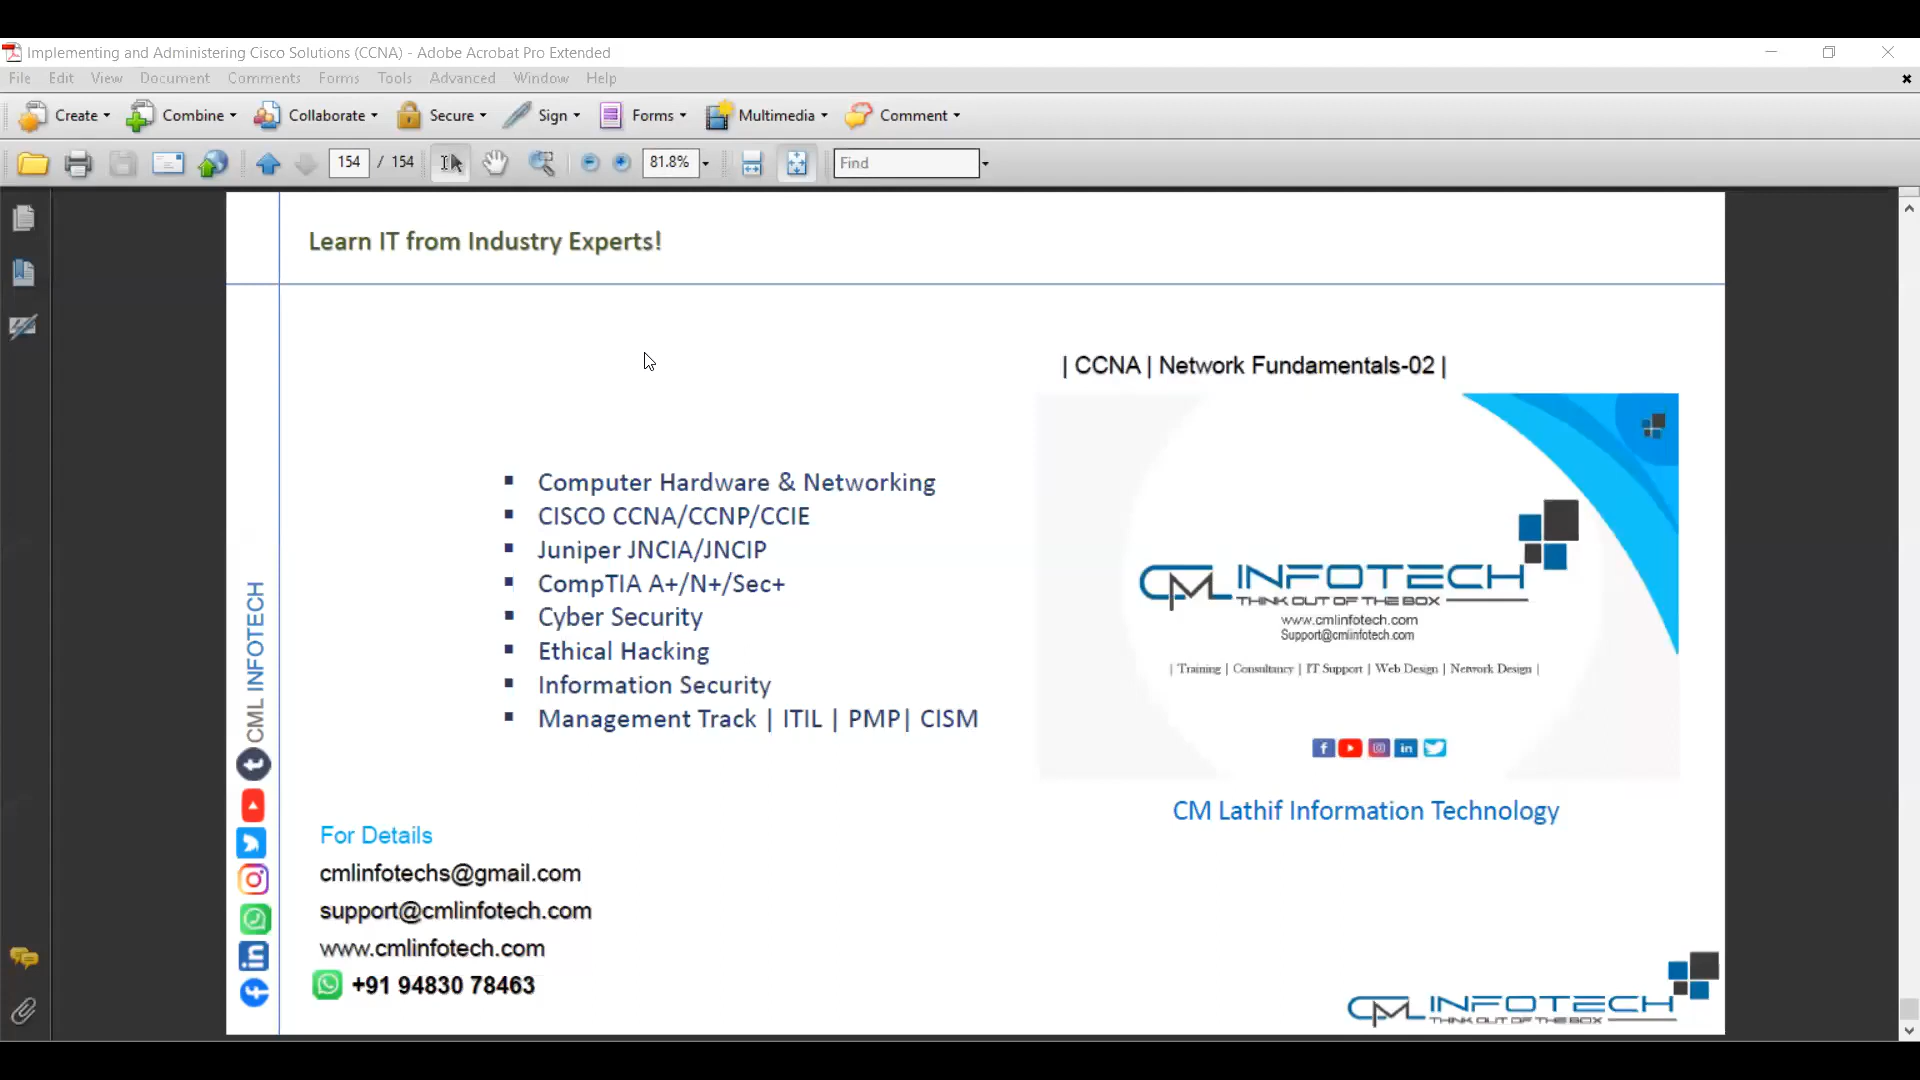 Implementing and Administering Cisco Solutions (CCNA) - Adobe Acrobat Pro Extended
File Edit View Document Comments Forms Tools Advanced Window Help
Create Combine Collaborate Secure Sign Forms Multimedia Comment
154 / 154 81.8% Find
Learn IT from Industry Experts!
| CCNA | Network Fundamentals-02 |
▪ Computer Hardware & Networking
▪ CISCO CCNA/CCNP/CCIE
▪ Juniper JNCIA/JNCIP
▪ CompTIA A+/N+/Sec+
▪ Cyber Security
▪ Ethical Hacking
▪ Information Security
▪ Management Track | ITIL | PMP| CISM
CML INFOTECH
THINK OUT OF THE BOX
www.cmlinfotech.com
Support@cmlinfotech.com
| Training | Consultancy | IT Support | Web Design | Network Design |
CM Lathif Information Technology
CML INFOTECH
For Details
cmlinfotechs@gmail.com
support@cmlinfotech.com
www.cmlinfotech.com
+91 94830 78463
CML INFOTECH
THINK OUT OF THE BOX